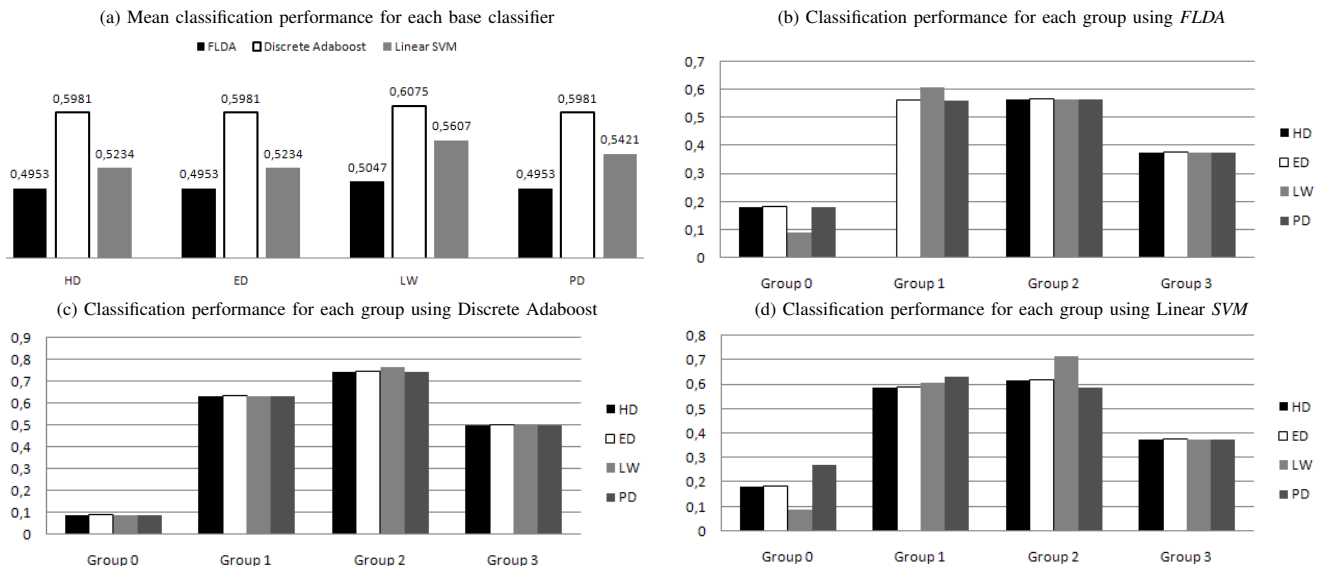 (a) Mean classification performance for each base classifier
FLDA Discrete Adaboost Linear SVM
0,4953 0,5981 0,5234 0,4953 0,5981 0,5234 0,5047 0,6075 0,5607 0,4953 0,5981 0,5421
HD ED LW PD
(b) Classification performance for each group using FLDA
0,7
0,6
0,5
0,4
0,3
0,2
0,1
0
Group 0 Group 1 Group 2 Group 3
HD
ED
LW
PD
(c) Classification performance for each group using Discrete Adaboost
0,9
0,8
0,7
0,6
0,5
0,4
0,3
0,2
0,1
0
Group 0 Group 1 Group 2 Group 3
HD
ED
LW
PD
(d) Classification performance for each group using Linear SVM
0,8
0,7
0,6
0,5
0,4
0,3
0,2
0,1
0
Group 0 Group 1 Group 2 Group 3
HD
ED
LW
PD